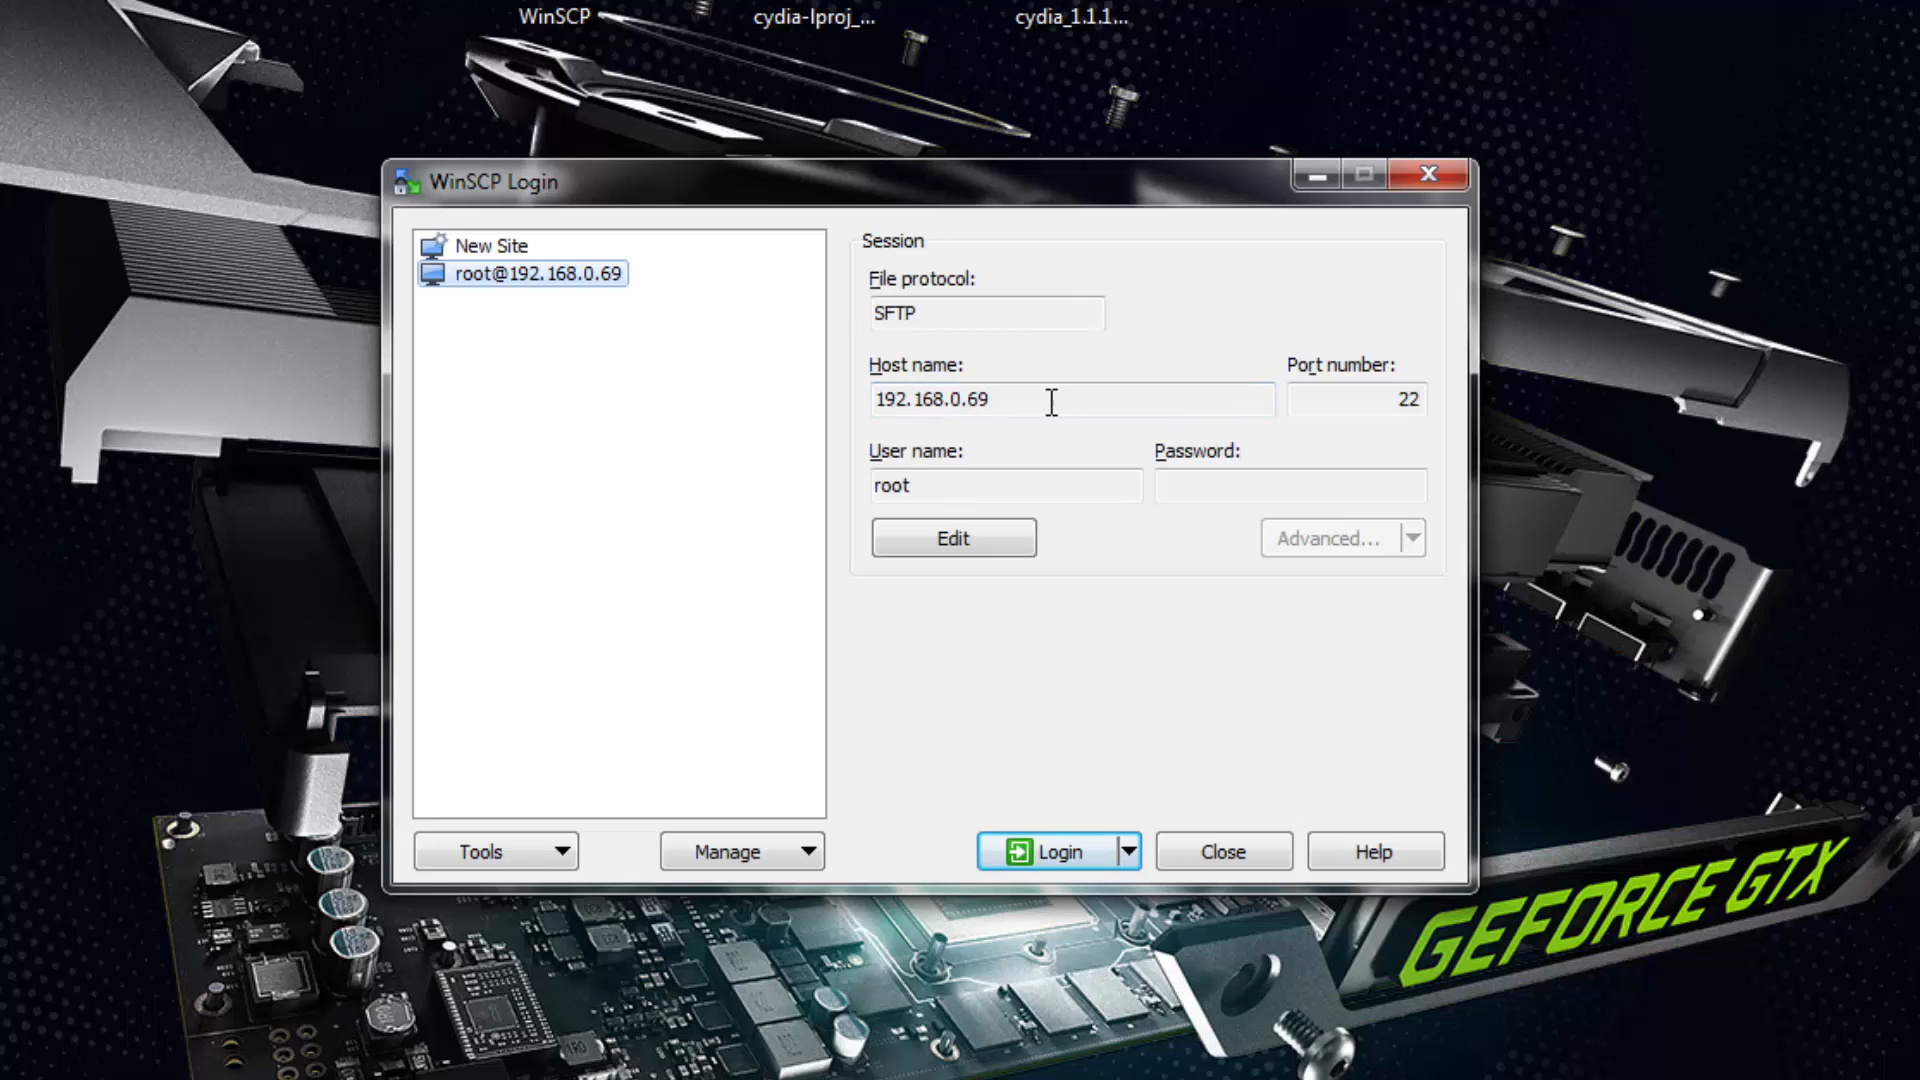 WinSCP
cydia-lproj_...
cydia_1.1.1...
WinSCP Login
New Site
root@192.168.0.69
Session
File protocol:
SFTP
Host name:
Port number:
192.168.0.69
22
User name:
Password:
root
Edit
Advanced...
Tools
Manage
Login
Close
Help
GEFORCE GTX